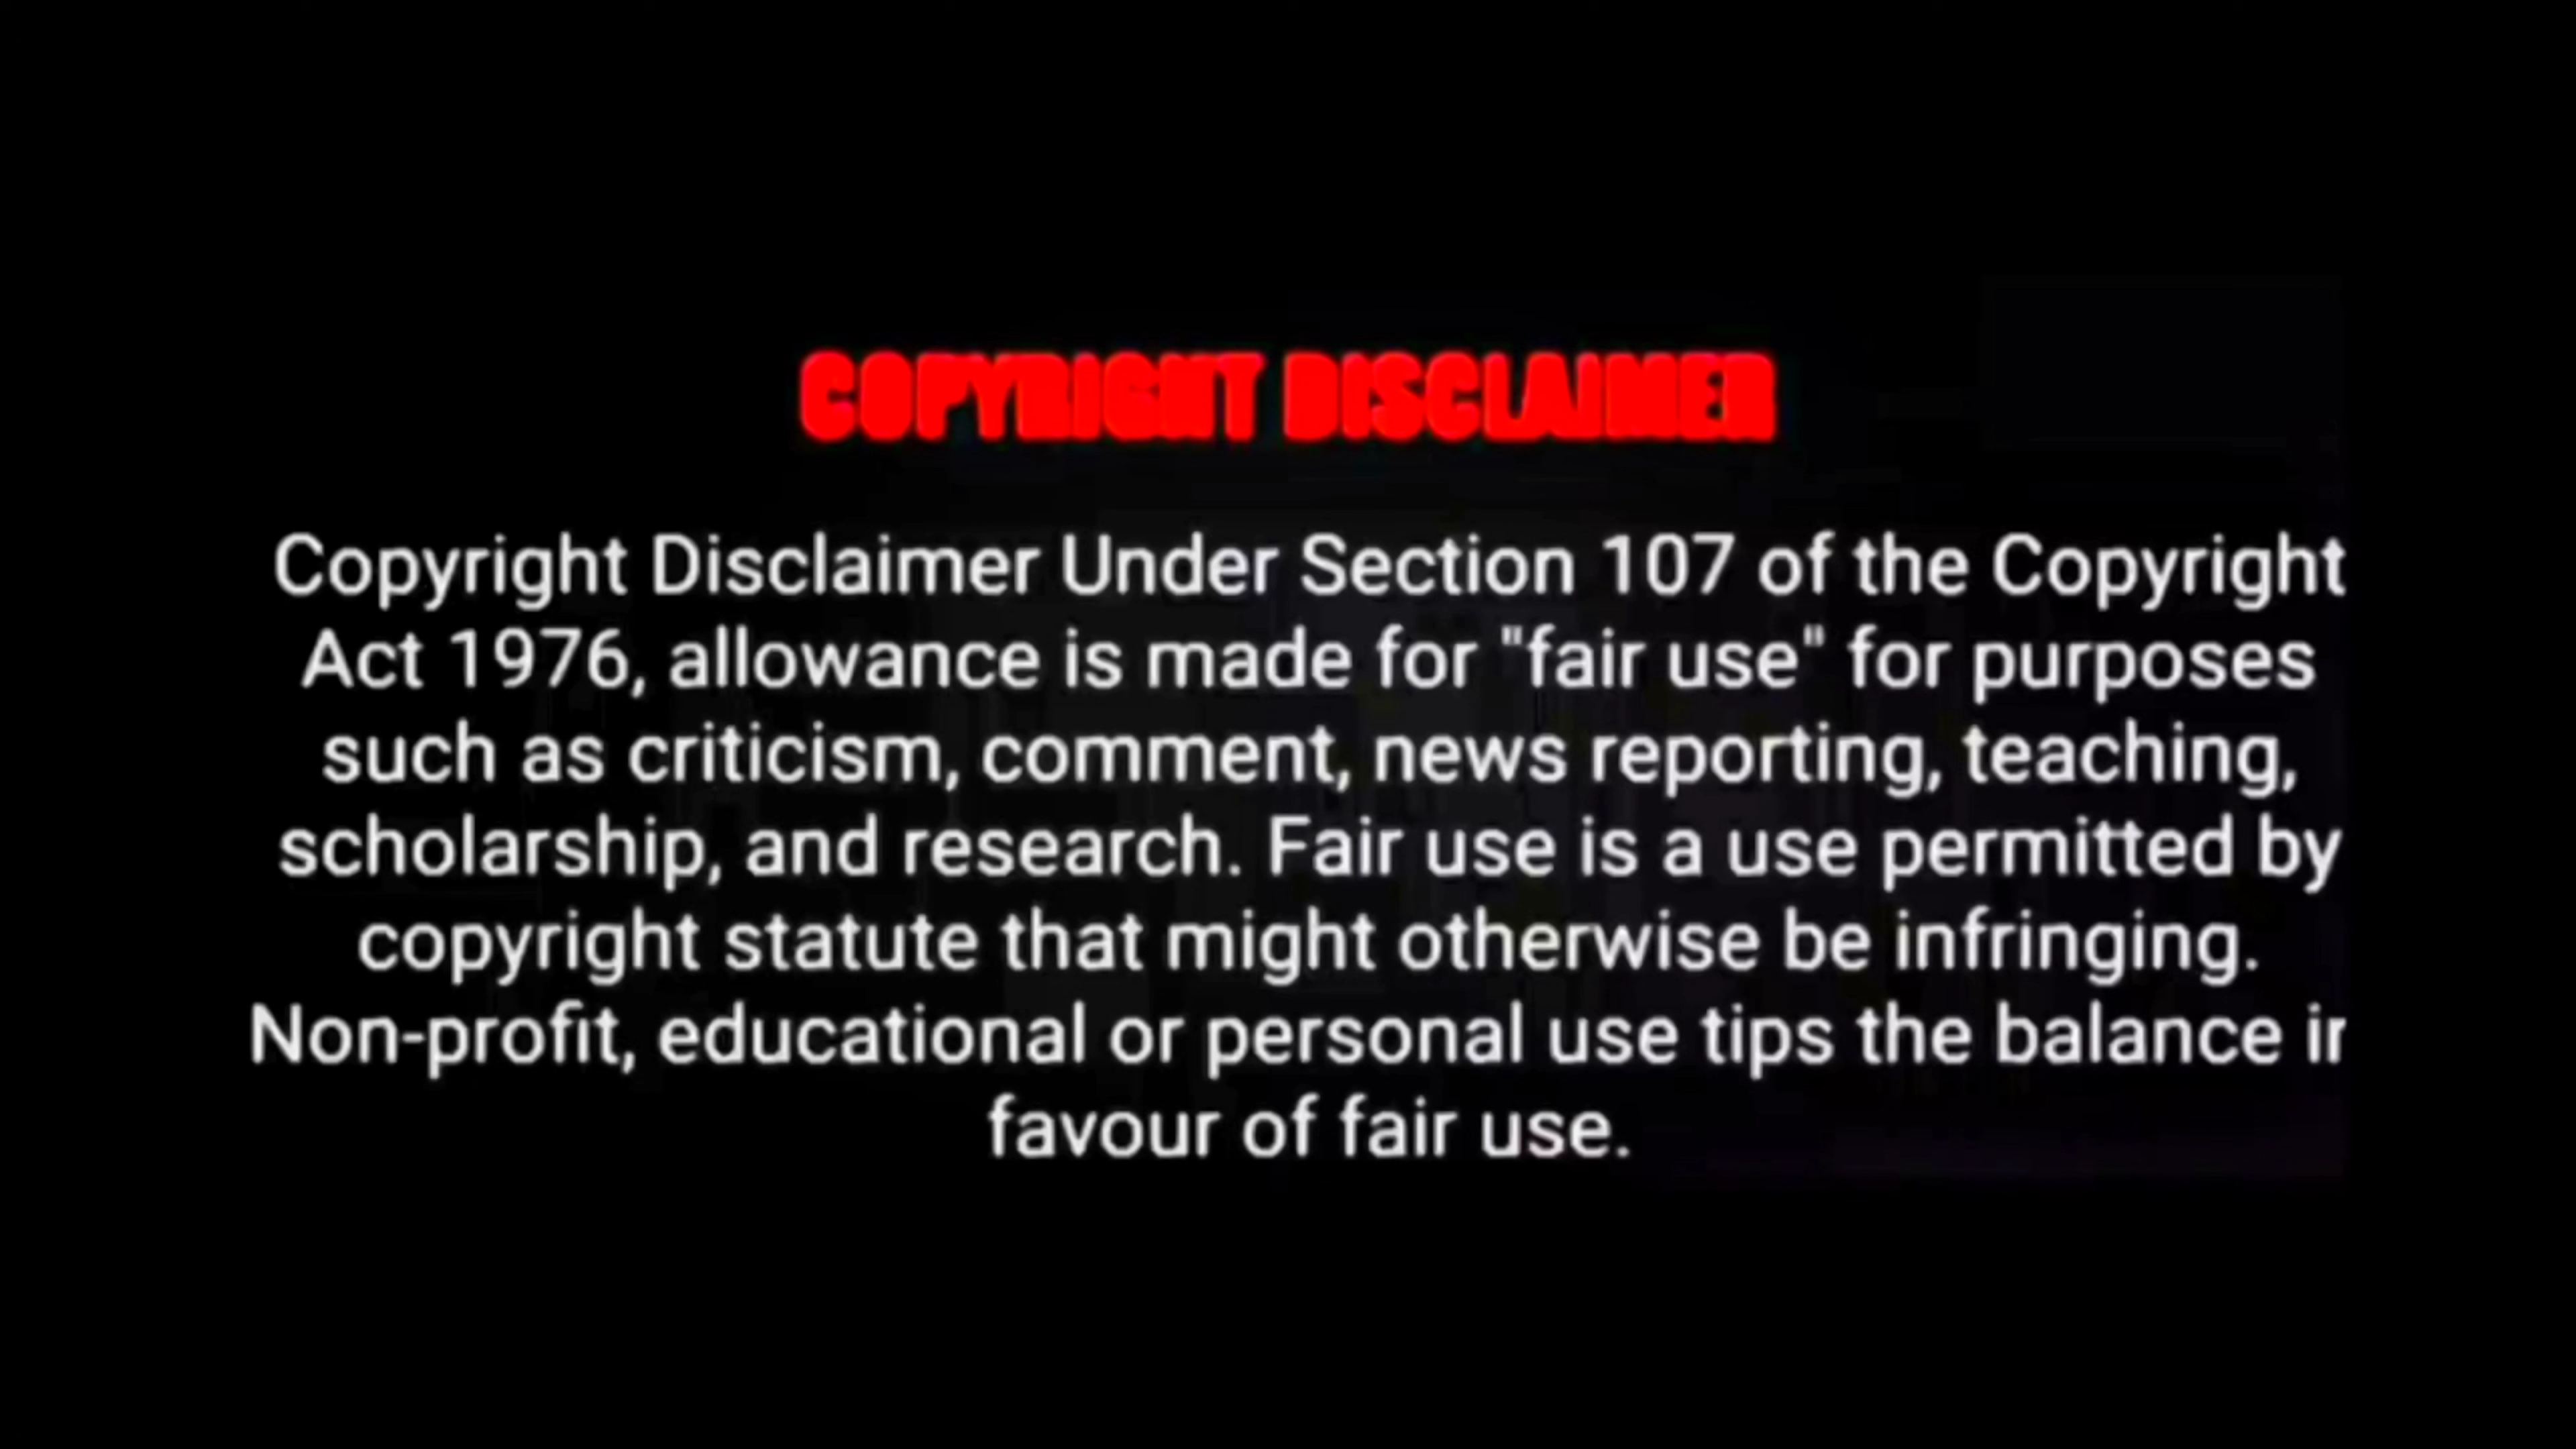 COPYRIGHT DISCLAIMER
Copyright Disclaimer Under Section 107 of the Copyright
Act 1976, allowance is made for "fair use" for purposes
such as criticism, comment, news reporting, teaching,
scholarship, and research. Fair use is a use permitted by
copyright statute that might otherwise be infringing.
Non-profit, educational or personal use tips the balance in
favour of fair use.